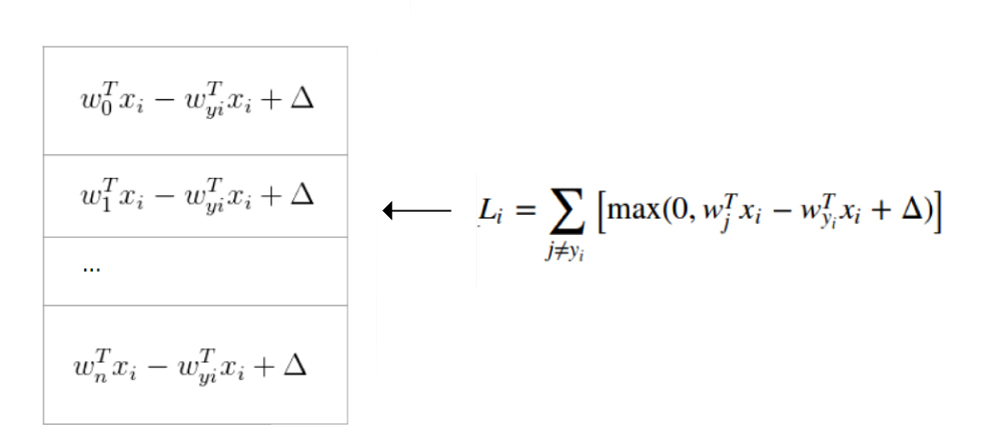 w_0^T x_i − w_{yi}^T x_i + Δ
w_1^T x_i − w_{yi}^T x_i + Δ
...
w_n^T x_i − w_{yi}^T x_i + Δ
L_i = ∑_{j≠y_i} [max(0, w_j^T x_i − w_{y_i}^T x_i + Δ)]